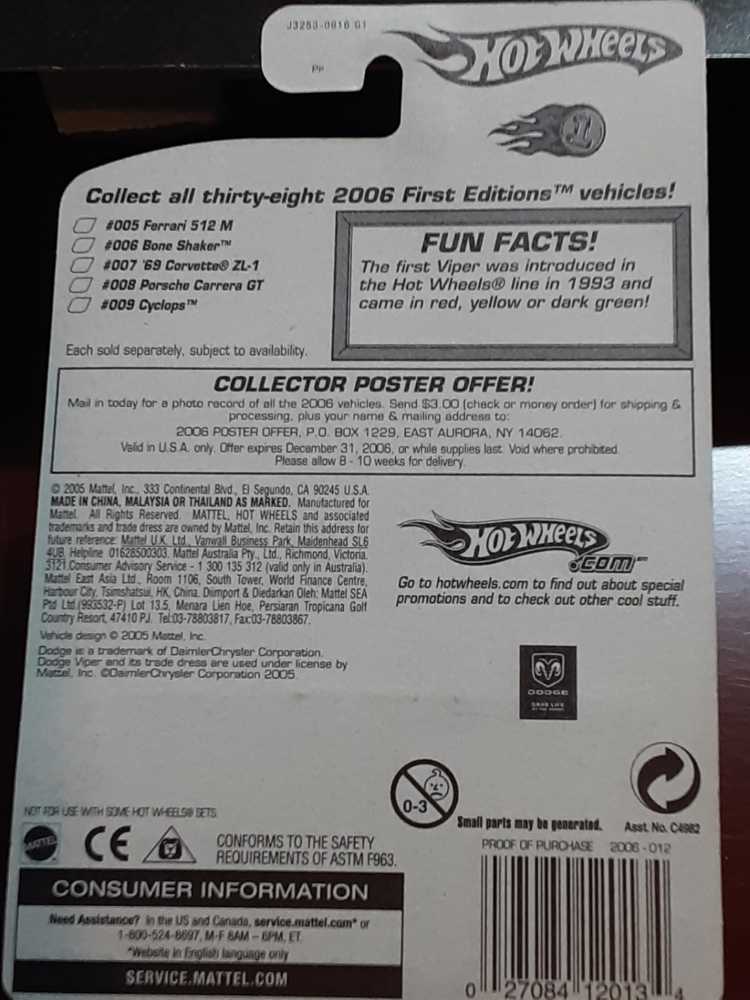 J3253-0816 G1
PP
HOT WHEELS
1
Collect all thirty-eight 2006 First Editions™ vehicles!
#005 Ferrari 512 M
#006 Bone Shaker™
#007 '69 Corvette® ZL-1
#008 Porsche Carrera GT
#009 Cyclops™
Each sold separately, subject to availability.
FUN FACTS!
The first Viper was introduced in
the Hot Wheels® line in 1993 and
came in red, yellow or dark green!
COLLECTOR POSTER OFFER!
Mail in today for a photo record of all the 2006 vehicles. Send $3.00 (check or money order) for shipping &
processing, plus your name & mailing address to:
2006 POSTER OFFER, P.O. BOX 1229, EAST AURORA, NY 14062.
Valid in U.S.A. only. Offer expires December 31, 2006, or while supplies last. Void where prohibited.
Please allow 8 - 10 weeks for delivery.
© 2005 Mattel, Inc., 333 Continental Blvd., El Segundo, CA 90245 U.S.A.
MADE IN CHINA, MALAYSIA OR THAILAND AS MARKED. Manufactured for
Mattel. All Rights Reserved. MATTEL, HOT WHEELS and associated
trademarks and trade dress are owned by Mattel, Inc. Retain this address for
future reference: Mattel U.K. Ltd., Vanwall Business Park, Maidenhead SL6
4UB. Helpline 01628500303. Mattel Australia Pty., Ltd., Richmond, Victoria.
3121.Consumer Advisory Service - 1 300 135 312 (valid only in Australia).
Mattel East Asia Ltd., Room 1106, South Tower, World Finance Centre,
Harbour City, Tsimshatsui, HK, China. Diimport & Diedarkan Oleh: Mattel SEA
Ptd Ltd.(993532-P) Lot 13.5, Menara Lien Hoe, Persiaran Tropicana Golf
Country Resort, 47410 PJ. Tel:03-78803817, Fax:03-78803867.
Vehicle design © 2005 Mattel, Inc.
Dodge is a trademark of DaimlerChrysler Corporation.
Dodge Viper and its trade dress are used under license by
Mattel, Inc. ©DaimlerChrysler Corporation 2005.
HOT WHEELS
.COM
Go to hotwheels.com to find out about special
promotions and to check out other cool stuff.
DODGE
GRAB LIFE
BY THE HORNS
0-3
Small parts may be generated.
Asst. No. C4982
NOT FOR USE WITH SOME HOT WHEELS® SETS.
MATTEL
CE
CONFORMS TO THE SAFETY
REQUIREMENTS OF ASTM F963.
PROOF OF PURCHASE 2006 - 012
CONSUMER INFORMATION
Need Assistance? In the US and Canada, service.mattel.com* or
1-800-524-8697, M-F 8AM – 6PM, ET.
*Website in English language only
SERVICE.MATTEL.COM
0 27084 12013 4